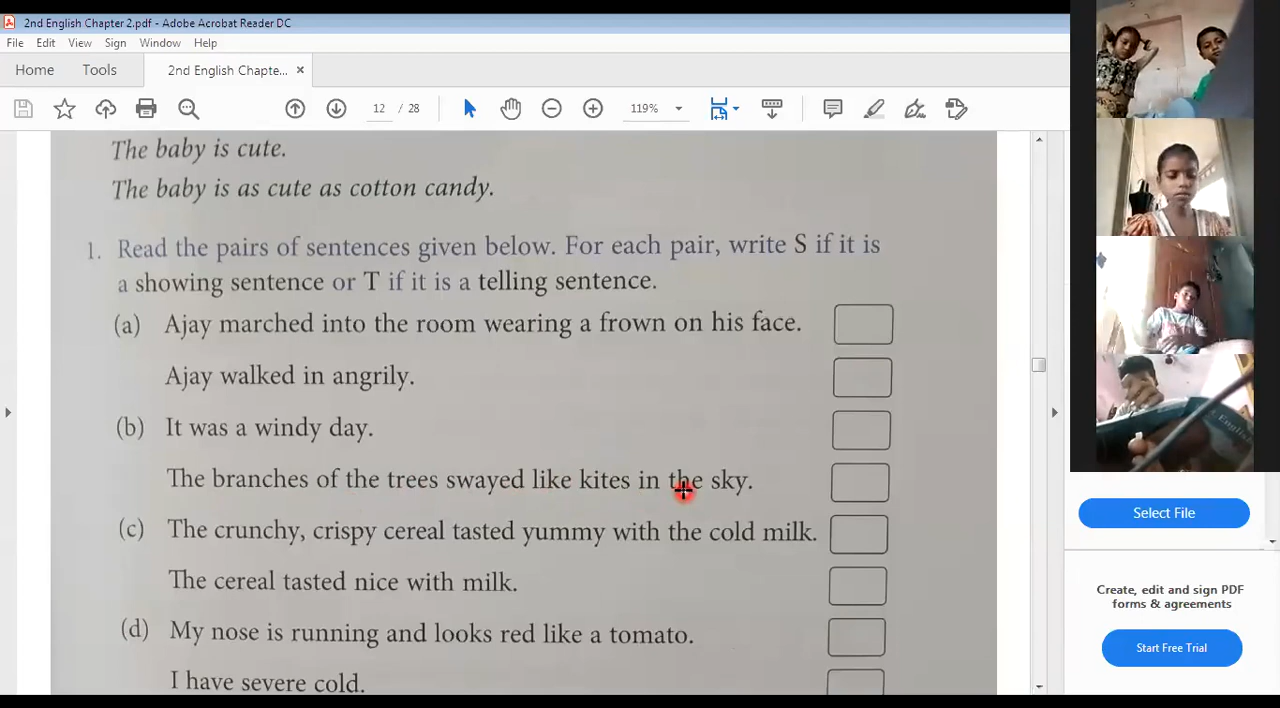 2nd English Chapter 2.pdf - Adobe Acrobat Reader DC
File Edit View Sign Window Help
Home Tools 2nd English Chapte... ×
12 / 28 119%
The baby is cute.
The baby is as cute as cotton candy.
1. Read the pairs of sentences given below. For each pair, write S if it is
a showing sentence or T if it is a telling sentence.
(a) Ajay marched into the room wearing a frown on his face.
Ajay walked in angrily.
(b) It was a windy day.
The branches of the trees swayed like kites in the sky.
(c) The crunchy, crispy cereal tasted yummy with the cold milk.
The cereal tasted nice with milk.
(d) My nose is running and looks red like a tomato.
I have severe cold.
Select File
Create, edit and sign PDF
forms & agreements
Start Free Trial
English